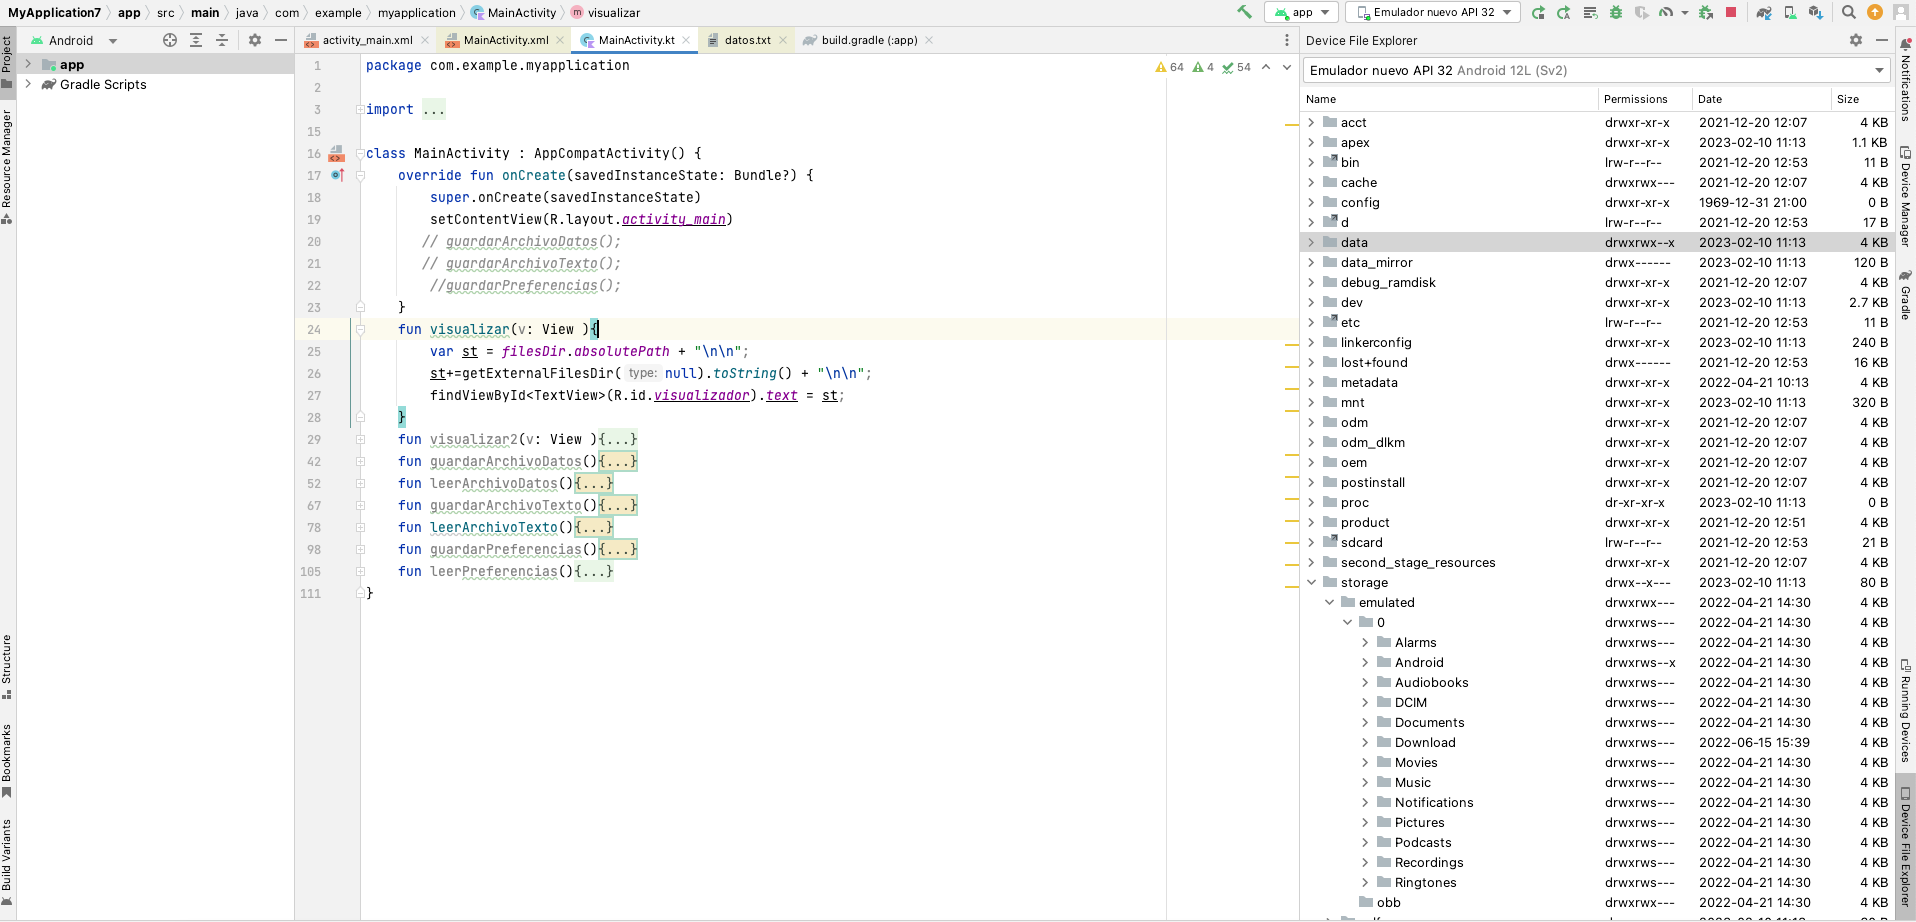 MyApplication7 app src main java com example myapplication MainActivity visualizar
app Emulador nuevo API 32
Android
activity_main.xml MainActivity.xml MainActivity.kt datos.txt build.gradle (:app)
Device File Explorer
Project
Resource Manager
Structure
Bookmarks
Build Variants
app
Gradle Scripts
64 4 54
1 package com.example.myapplication
2
3 import ...
15
16 class MainActivity : AppCompatActivity() {
17 override fun onCreate(savedInstanceState: Bundle?) {
18 super.onCreate(savedInstanceState)
19 setContentView(R.layout.activity_main)
20 // guardarArchivoDatos();
21 // guardarArchivoTexto();
22 //guardarPreferencias();
23 }
24 fun visualizar(v: View ){
25 var st = filesDir.absolutePath + "\n\n";
26 st+=getExternalFilesDir( type: null).toString() + "\n\n";
27 findViewById<TextView>(R.id.visualizador).text = st;
28 }
29 fun visualizar2(v: View ){...}
42 fun guardarArchivoDatos(){...}
52 fun leerArchivoDatos(){...}
67 fun guardarArchivoTexto(){...}
78 fun leerArchivoTexto(){...}
98 fun guardarPreferencias(){...}
105 fun leerPreferencias(){...}
111 }
Emulador nuevo API 32 Android 12L (Sv2)
Name Permissions Date Size
acct drwxr-xr-x 2021-12-20 12:07 4 KB
apex drwxr-xr-x 2023-02-10 11:13 1.1 KB
bin lrw-r--r-- 2021-12-20 12:53 11 B
cache drwxrwx--- 2021-12-20 12:07 4 KB
config drwxr-xr-x 1969-12-31 21:00 0 B
d lrw-r--r-- 2021-12-20 12:53 17 B
data drwxrwx--x 2023-02-10 11:13 4 KB
data_mirror drwx------ 2023-02-10 11:13 120 B
debug_ramdisk drwxr-xr-x 2021-12-20 12:07 4 KB
dev drwxr-xr-x 2023-02-10 11:13 2.7 KB
etc lrw-r--r-- 2021-12-20 12:53 11 B
linkerconfig drwxr-xr-x 2023-02-10 11:13 240 B
lost+found drwx------ 2021-12-20 12:53 16 KB
metadata drwxr-xr-x 2022-04-21 10:13 4 KB
mnt drwxr-xr-x 2023-02-10 11:13 320 B
odm drwxr-xr-x 2021-12-20 12:07 4 KB
odm_dlkm drwxr-xr-x 2021-12-20 12:07 4 KB
oem drwxr-xr-x 2021-12-20 12:07 4 KB
postinstall drwxr-xr-x 2021-12-20 12:07 4 KB
proc dr-xr-xr-x 2023-02-10 11:13 0 B
product drwxr-xr-x 2021-12-20 12:51 4 KB
sdcard lrw-r--r-- 2021-12-20 12:53 21 B
second_stage_resources drwxr-xr-x 2021-12-20 12:07 4 KB
storage drwx--x--- 2023-02-10 11:13 80 B
emulated drwxrwx--- 2022-04-21 14:30 4 KB
0 drwxrws--- 2022-04-21 14:30 4 KB
Alarms drwxrws--- 2022-04-21 14:30 4 KB
Android drwxrws--x 2022-04-21 14:30 4 KB
Audiobooks drwxrws--- 2022-04-21 14:30 4 KB
DCIM drwxrws--- 2022-04-21 14:30 4 KB
Documents drwxrws--- 2022-04-21 14:30 4 KB
Download drwxrws--- 2022-06-15 15:39 4 KB
Movies drwxrws--- 2022-04-21 14:30 4 KB
Music drwxrws--- 2022-04-21 14:30 4 KB
Notifications drwxrws--- 2022-04-21 14:30 4 KB
Pictures drwxrws--- 2022-04-21 14:30 4 KB
Podcasts drwxrws--- 2022-04-21 14:30 4 KB
Recordings drwxrws--- 2022-04-21 14:30 4 KB
Ringtones drwxrws--- 2022-04-21 14:30 4 KB
obb drwxrws--- 2022-04-21 14:30 4 KB
Notifications
Device Manager
Gradle
Running Devices
Device File Explorer